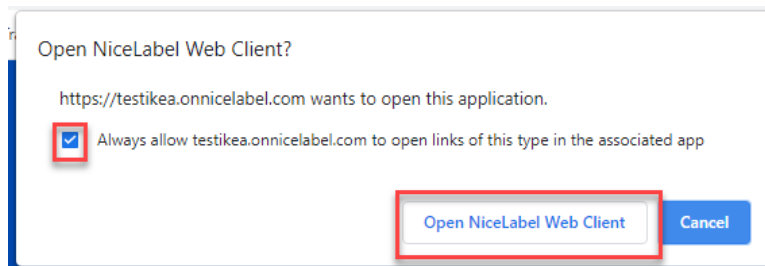 Open NiceLabel Web Client?
https://testikea.onnicelabel.com wants to open this application.
Always allow testikea.onnicelabel.com to open links of this type in the associated app
Open NiceLabel Web Client
Cancel